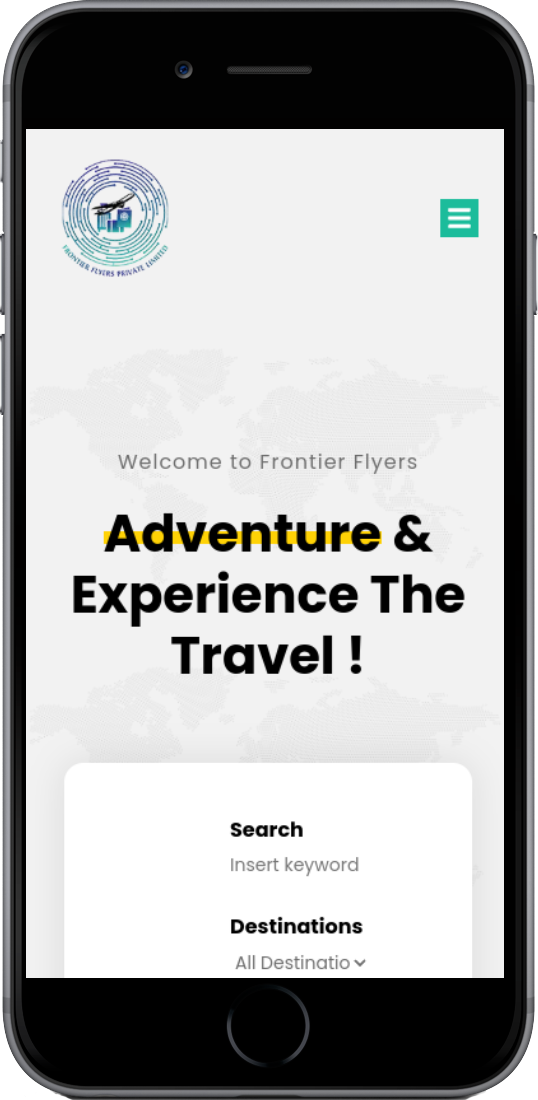 FRONTIER FLYERS PRIVATE LIMITED
Welcome to Frontier Flyers
Adventure &
Experience The
Travel !
Search
Insert keyword
Destinations
All Destinatio